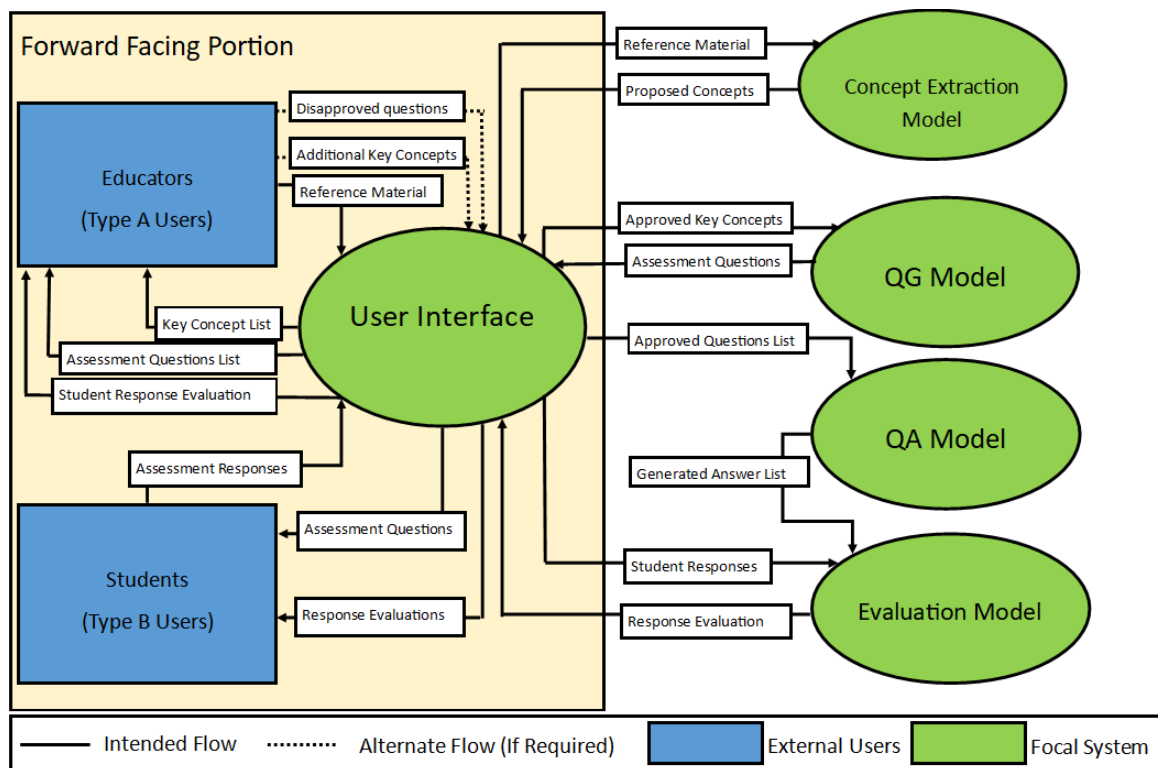 Forward Facing Portion
Educators
(Type A Users)
Disapproved questions
Additional Key Concepts
Reference Material
Key Concept List
Assessment Questions List
Student Response Evaluation
Assessment Responses
Students
(Type B Users)
Assessment Questions
Response Evaluations
User Interface
Reference Material
Proposed Concepts
Concept Extraction
Model
Approved Key Concepts
Assessment Questions
QG Model
Approved Questions List
QA Model
Generated Answer List
Student Responses
Response Evaluation
Evaluation Model
Intended Flow
Alternate Flow (If Required)
External Users
Focal System